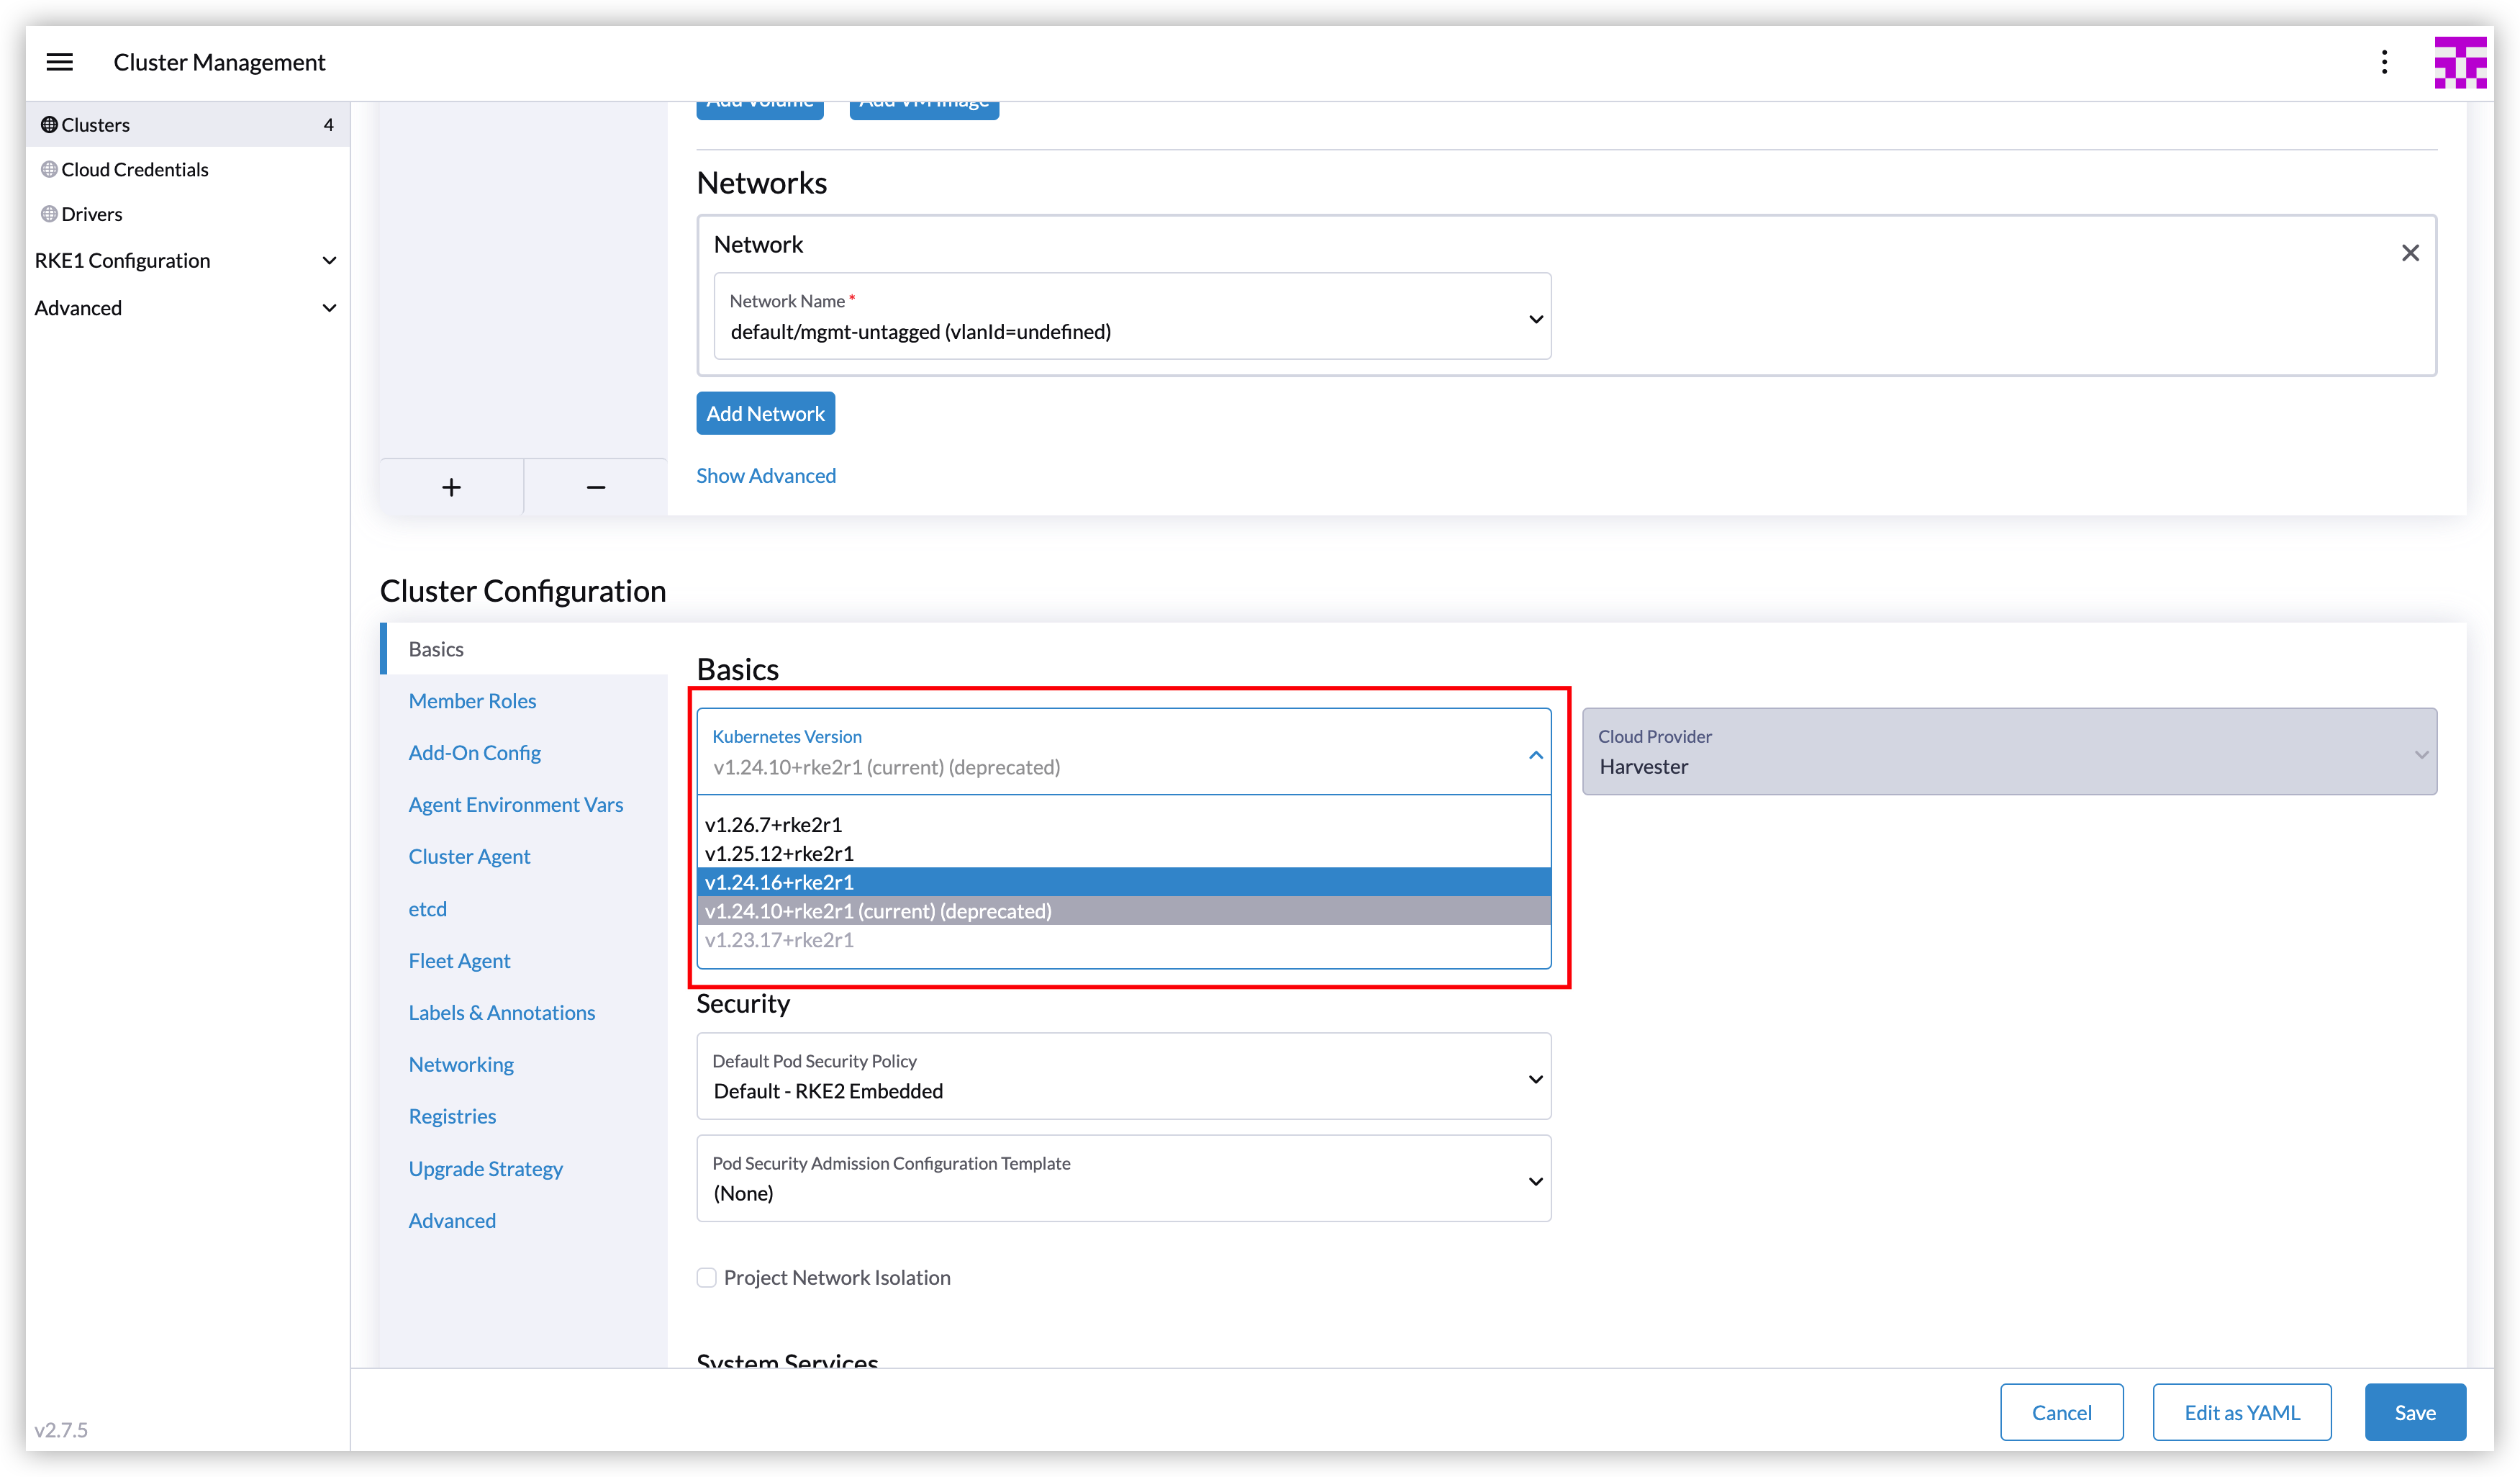 Cluster Management
Clusters 4
Cloud Credentials
Drivers
RKE1 Configuration
Advanced
v2.7.5
Add Volume Add VM Image
Networks
Network
Network Name *
default/mgmt-untagged (vlanId=undefined)
Add Network
Show Advanced
+ −
Cluster Configuration
Basics
Member Roles
Add-On Config
Agent Environment Vars
Cluster Agent
etcd
Fleet Agent
Labels & Annotations
Networking
Registries
Upgrade Strategy
Advanced
Basics
Kubernetes Version
v1.24.10+rke2r1 (current) (deprecated)
v1.26.7+rke2r1
v1.25.12+rke2r1
v1.24.16+rke2r1
v1.24.10+rke2r1 (current) (deprecated)
v1.23.17+rke2r1
Cloud Provider
Harvester
Security
Default Pod Security Policy
Default - RKE2 Embedded
Pod Security Admission Configuration Template
(None)
Project Network Isolation
System Services
Cancel Edit as YAML Save